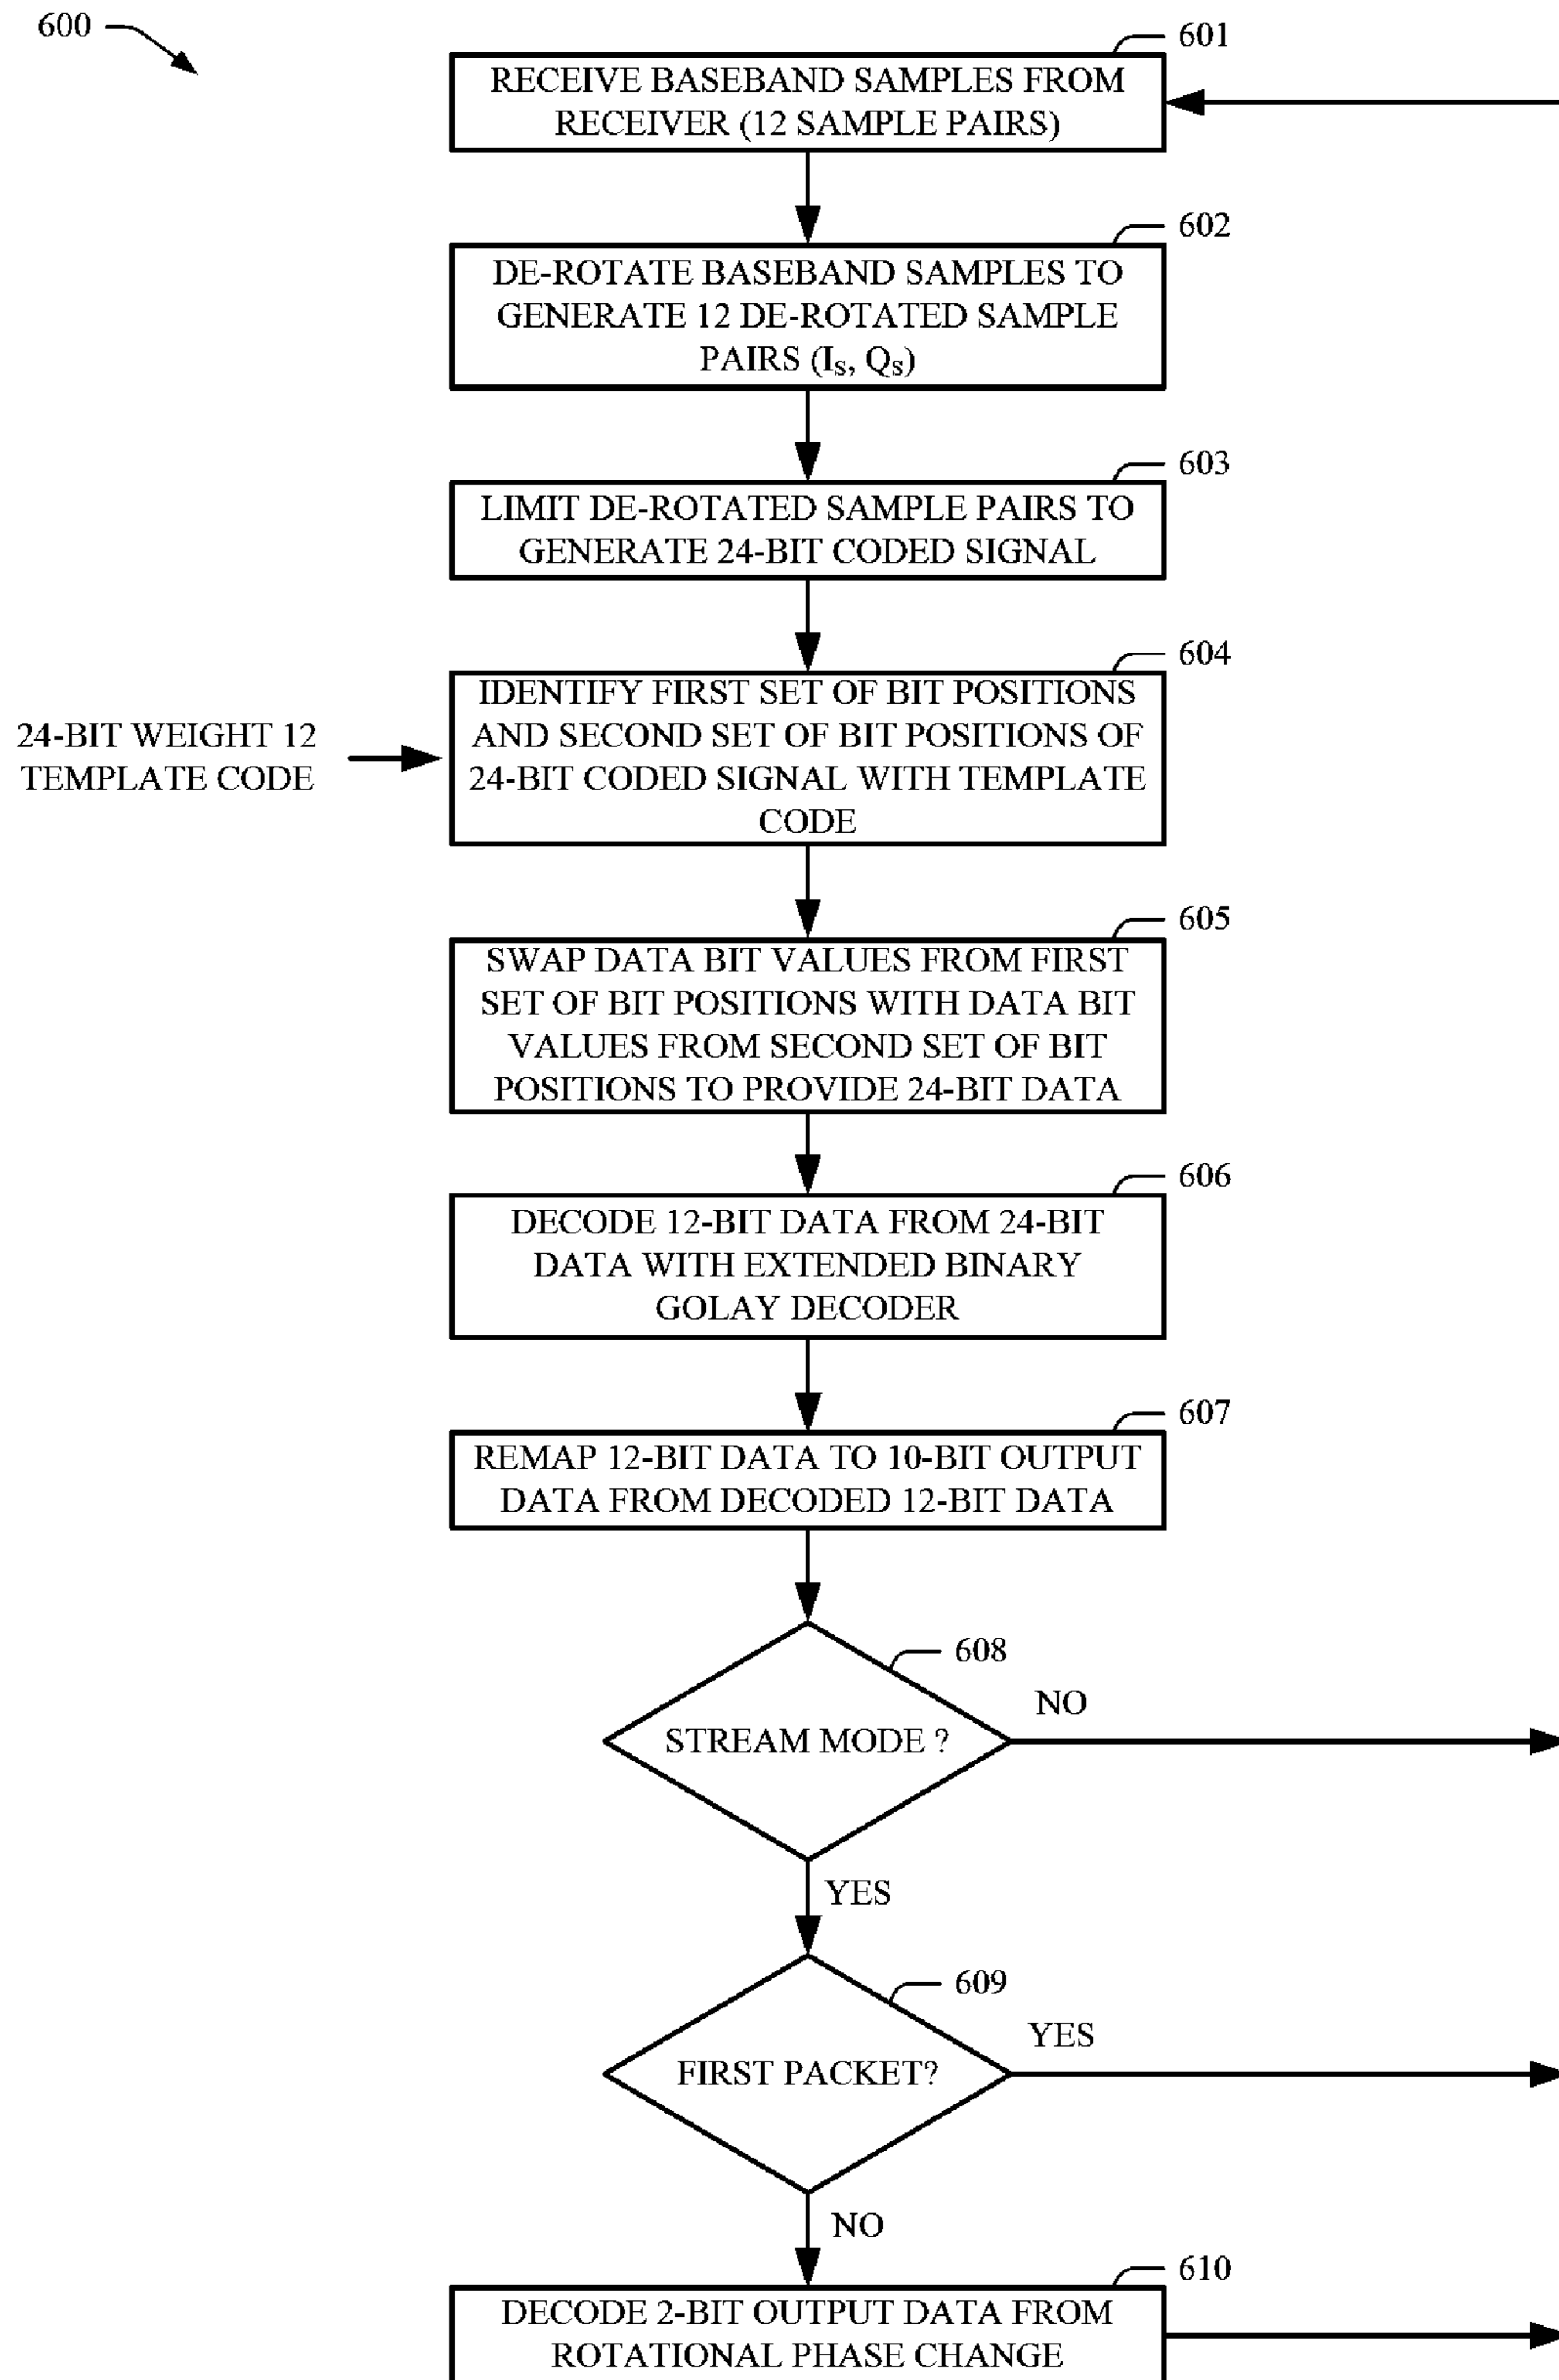 600
601
RECEIVE BASEBAND SAMPLES FROM
RECEIVER (12 SAMPLE PAIRS)
602
DE-ROTATE BASEBAND SAMPLES TO
GENERATE 12 DE-ROTATED SAMPLE
PAIRS (IS, QS)
603
LIMIT DE-ROTATED SAMPLE PAIRS TO
GENERATE 24-BIT CODED SIGNAL
604
24-BIT WEIGHT 12
TEMPLATE CODE
IDENTIFY FIRST SET OF BIT POSITIONS
AND SECOND SET OF BIT POSITIONS OF
24-BIT CODED SIGNAL WITH TEMPLATE
CODE
605
SWAP DATA BIT VALUES FROM FIRST
SET OF BIT POSITIONS WITH DATA BIT
VALUES FROM SECOND SET OF BIT
POSITIONS TO PROVIDE 24-BIT DATA
606
DECODE 12-BIT DATA FROM 24-BIT
DATA WITH EXTENDED BINARY
GOLAY DECODER
607
REMAP 12-BIT DATA TO 10-BIT OUTPUT
DATA FROM DECODED 12-BIT DATA
608
STREAM MODE ?
NO
YES
609
FIRST PACKET?
YES
NO
610
DECODE 2-BIT OUTPUT DATA FROM
ROTATIONAL PHASE CHANGE